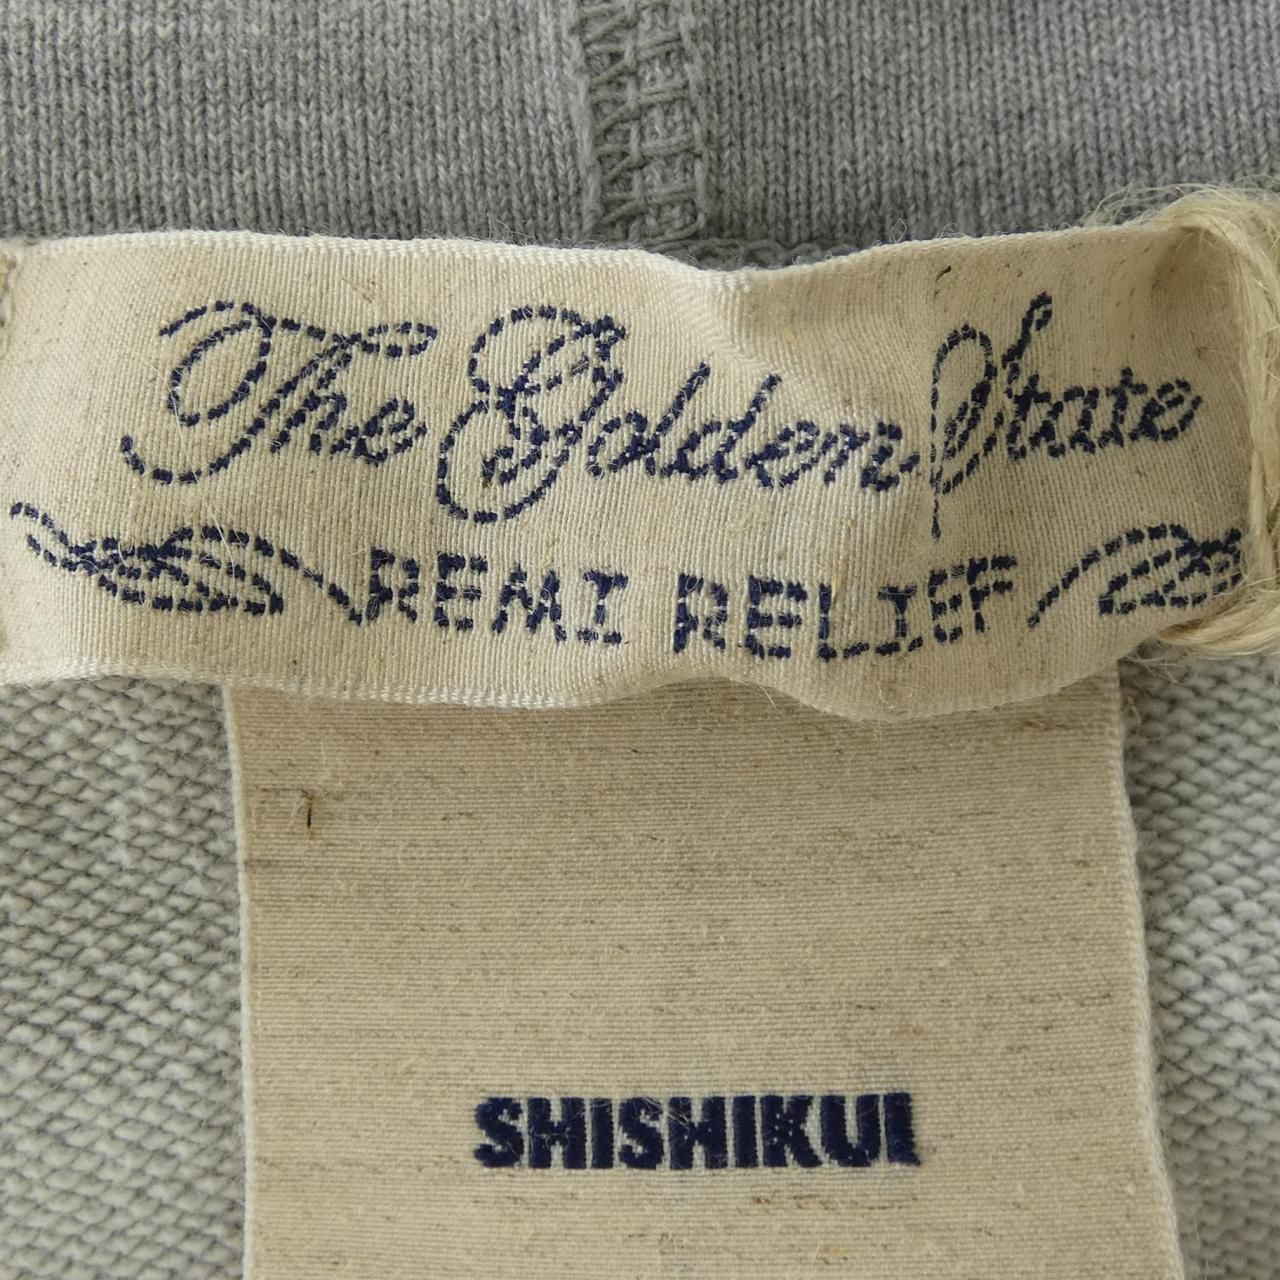 The Golden State
REMI RELIEF
SHISHIKUI